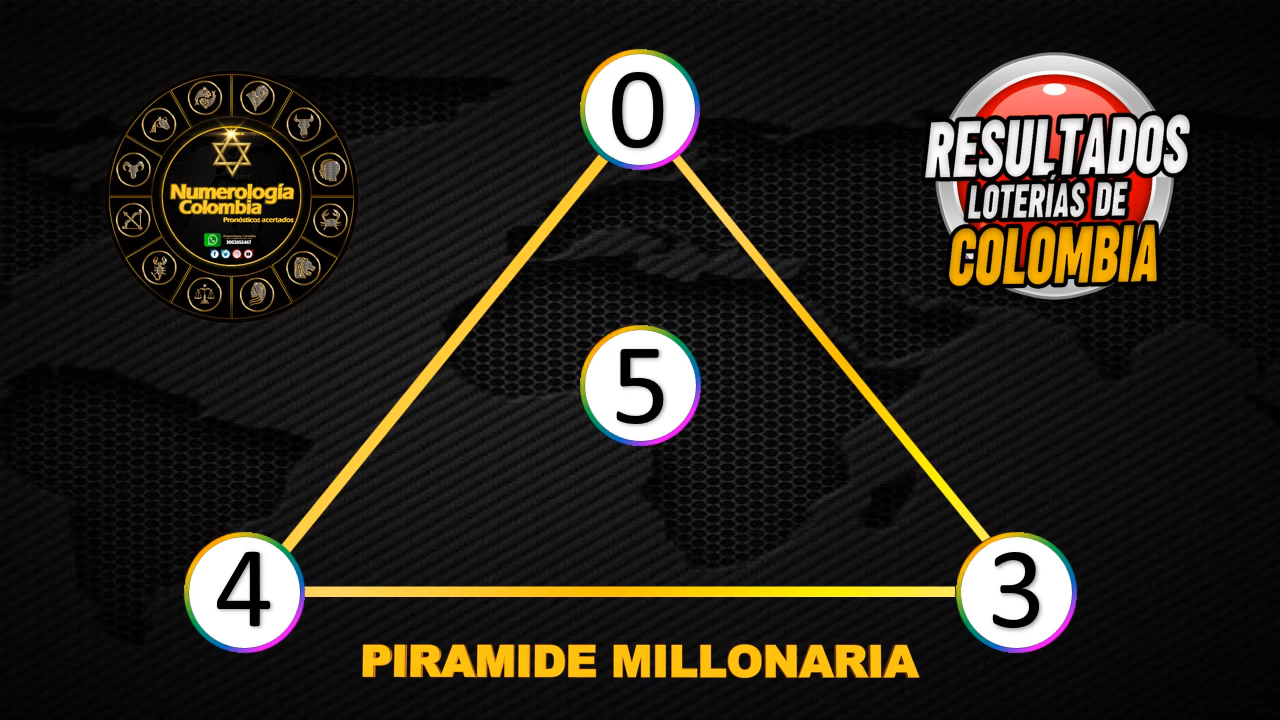 0
Numerología
Colombia
Pronósticos acertados
RESULTADOS
LOTERÍAS DE
COLOMBIA
5
4
3
PIRAMIDE MILLONARIA